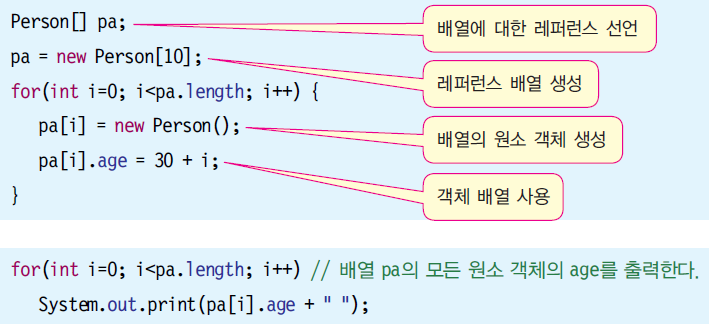 Person[] pa;
배열에 대한 레퍼런스 선언
pa = new Person[10];
레퍼런스 배열 생성
for(int i=0; i<pa.length; i++) {
pa[i] = new Person();
배열의 원소 객체 생성
pa[i].age = 30 + i;
객체 배열 사용
}
for(int i=0; i<pa.length; i++) // 배열 pa의 모든 원소 객체의 age를 출력한다.
System.out.print(pa[i].age + " ");